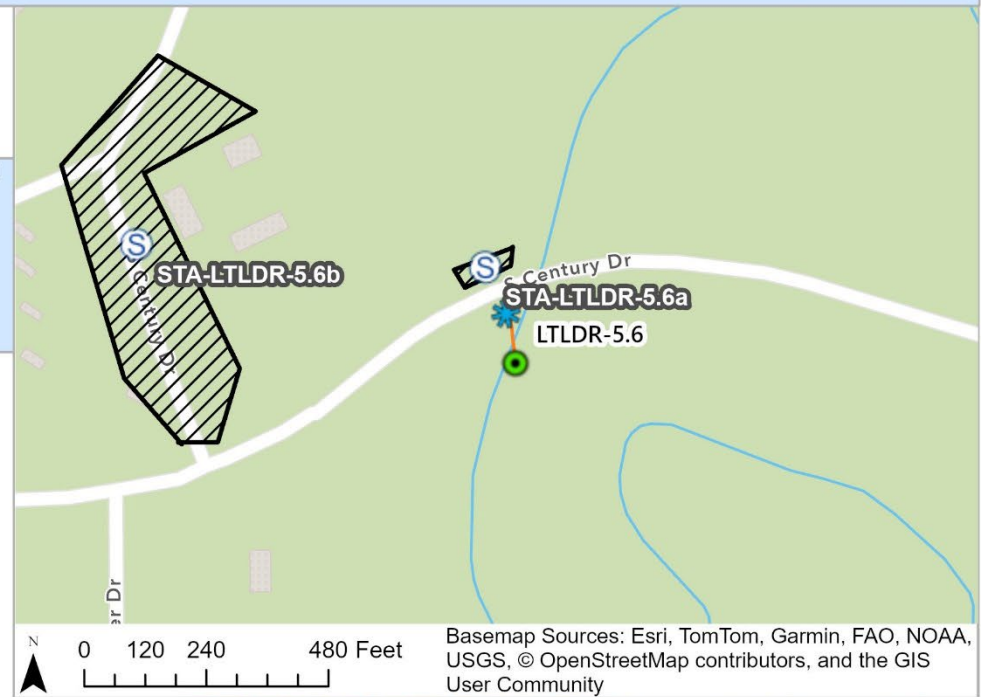 S
STA-LTLDR-5.6b
Century Dr
S
S Century Dr
STA-LTLDR-5.6a
LTLDR-5.6
er Dr
N
0 120 240 480 Feet
Basemap Sources: Esri, TomTom, Garmin, FAO, NOAA,
USGS, © OpenStreetMap contributors, and the GIS
User Community